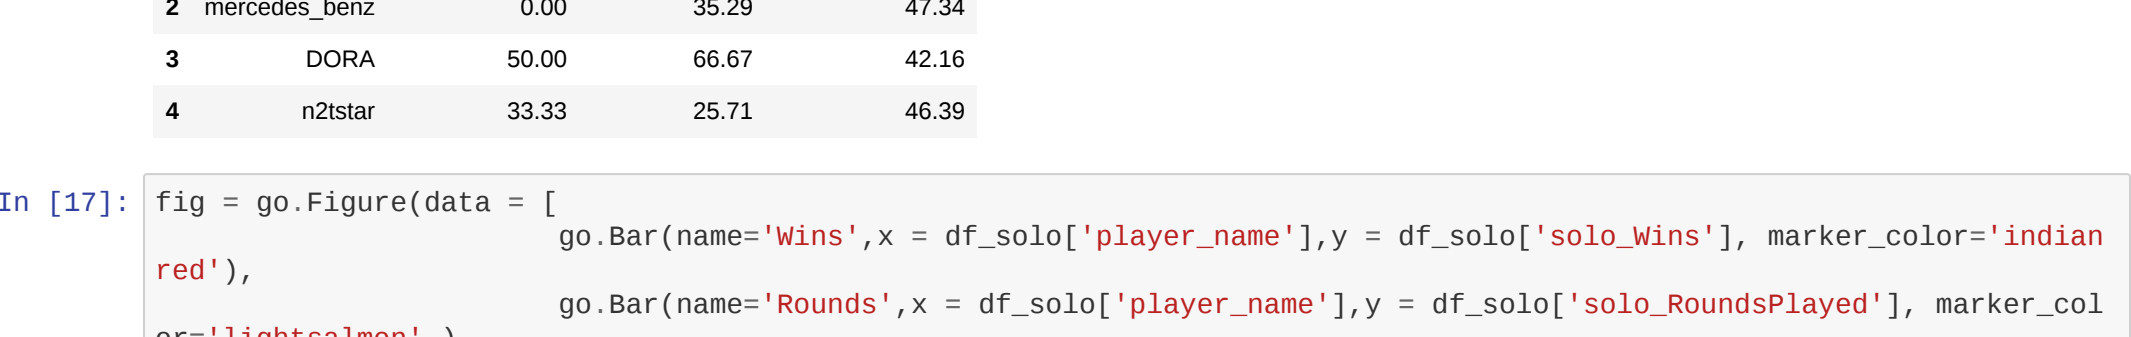 2 mercedes_benz 0.00 35.29 47.34
3 DORA 50.00 66.67 42.16
4 n2tstar 33.33 25.71 46.39
In [17]: fig = go.Figure(data = [
go.Bar(name='Wins',x = df_solo['player_name'],y = df_solo['solo_Wins'], marker_color='indian
red'),
go.Bar(name='Rounds',x = df_solo['player_name'],y = df_solo['solo_RoundsPlayed'], marker_col
or='lightsalmon' )